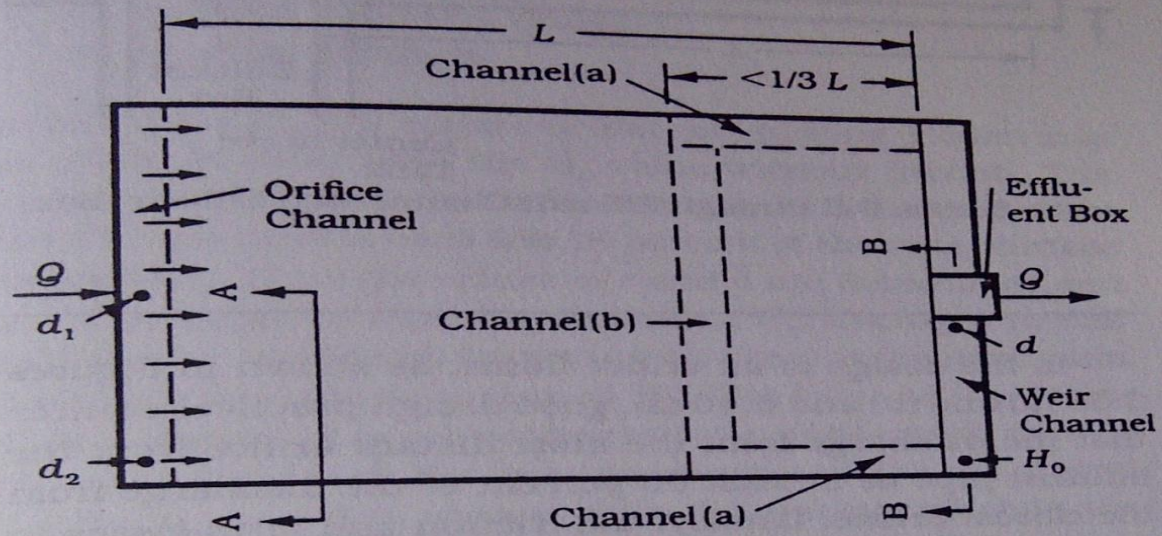 L
Channel(a)
<1/3 L
Orifice
Channel
Efflu-
ent Box
B
Q
A
Q
d1
Channel(b)
d
Weir
Channel
d2
H0
A
Channel(a)
B